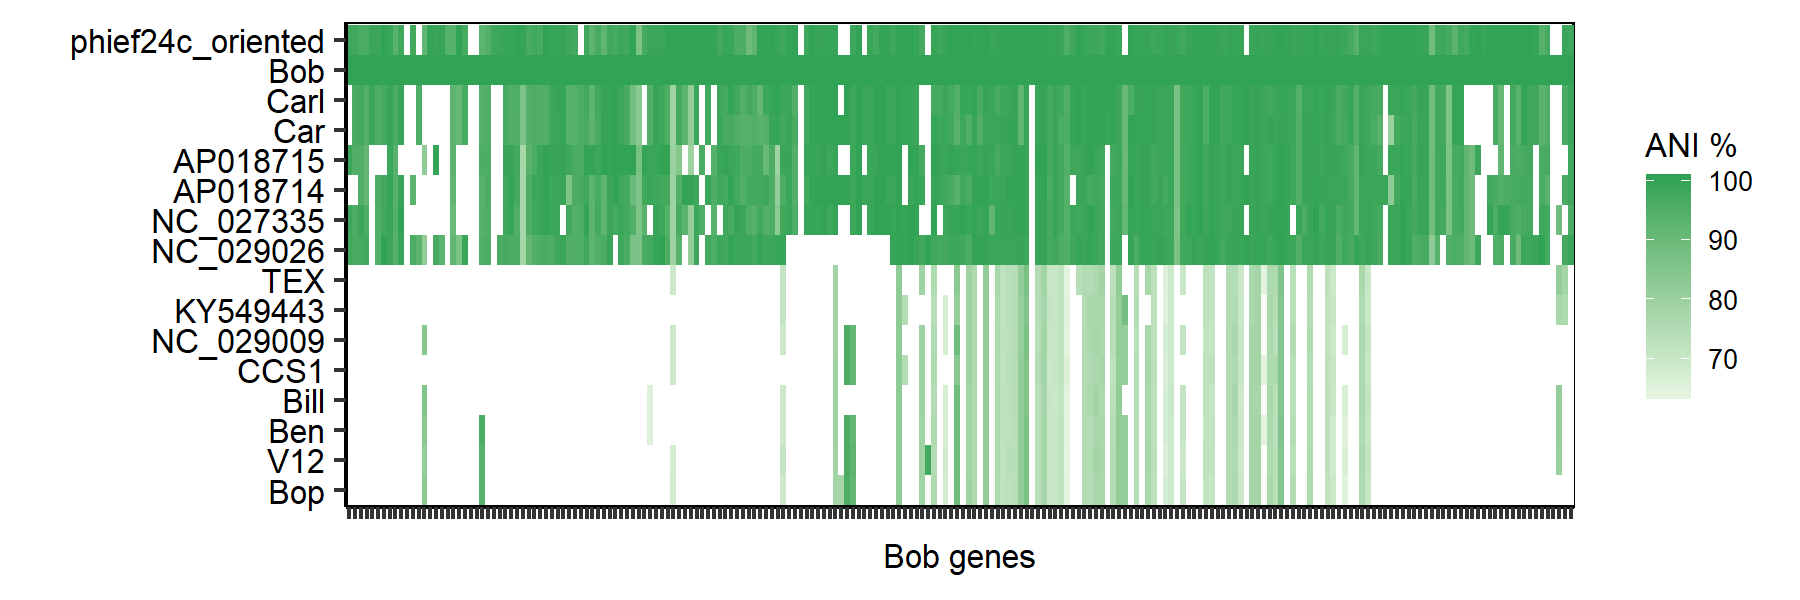 phief24c_oriented
Bob
Carl
Car
AP018715
AP018714
NC_027335
NC_029026
TEX
KY549443
NC_029009
CCS1
Bill
Ben
V12
Bop
Bob genes
ANI %
100
90
80
70